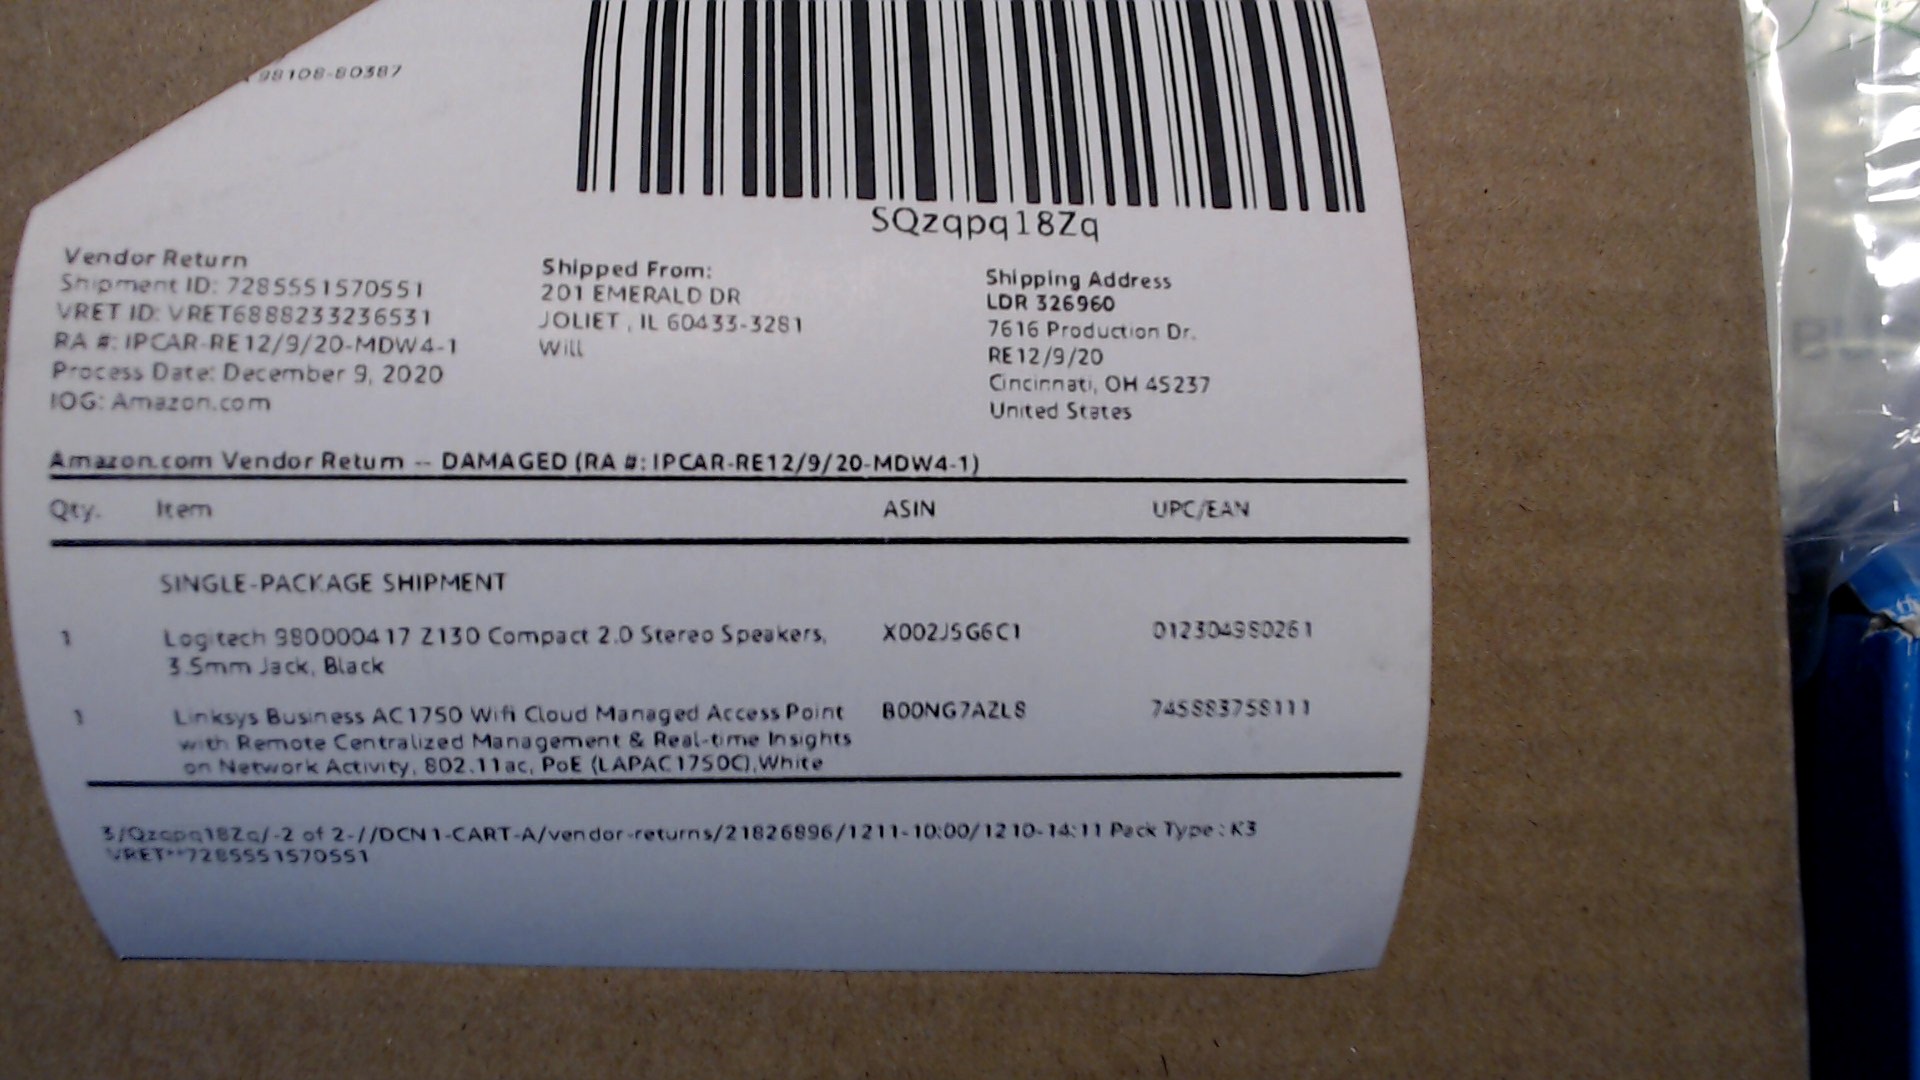 98108-80387
SQzqpq18Zq
Vendor Return
Shipment ID: 7285551570551
VRET ID: VRET6888233236531
RA #: IPCAR-RE12/9/20-MDW4-1
Process Date: December 9, 2020
IOG: Amazon.com
Shipped From:
201 EMERALD DR
JOLIET , IL 60433-3281
Will
Shipping Address
LDR 326960
7616 Production Dr.
RE12/9/20
Cincinnati, OH 45237
United States
Amazon.com Vendor Return -- DAMAGED (RA #: IPCAR-RE12/9/20-MDW4-1)
Qty. Item ASIN UPC/EAN
SINGLE-PACKAGE SHIPMENT
1 Logitech 980000417 Z130 Compact 2.0 Stereo Speakers, X002J5G6C1 012304980261
3.5mm Jack, Black
1 Linksys Business AC1750 Wifi Cloud Managed Access Point B00NG7AZL8 745883758111
with Remote Centralized Management & Real-time Insights
on Network Activity, 802.11ac, PoE (LAPAC1750C),White
/Qzqpq18Zq/-2 of 2-//DCN1-CART-A/vendor-returns/21826896/1211-10:00/1210-14:11 Pack Type : K3
VRET**7285551570551